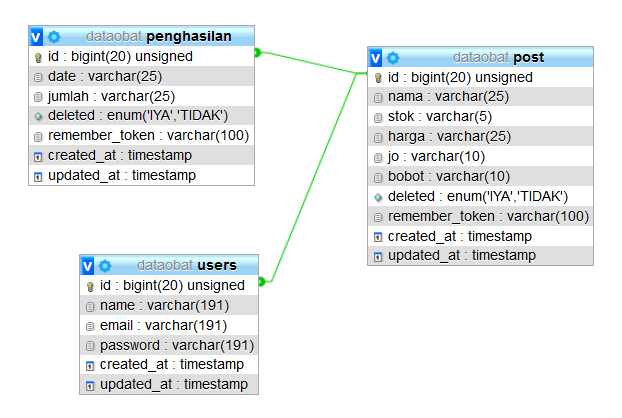 v dataobat penghasilan
id : bigint(20) unsigned
date : varchar(25)
jumlah : varchar(25)
deleted : enum('IYA','TIDAK')
remember_token : varchar(100)
created_at : timestamp
updated_at : timestamp
v dataobat post
id : bigint(20) unsigned
nama : varchar(25)
stok : varchar(5)
harga : varchar(25)
jo : varchar(10)
bobot : varchar(10)
deleted : enum('IYA','TIDAK')
remember_token : varchar(100)
created_at : timestamp
updated_at : timestamp
v dataobat users
id : bigint(20) unsigned
name : varchar(191)
email : varchar(191)
password : varchar(191)
created_at : timestamp
updated_at : timestamp